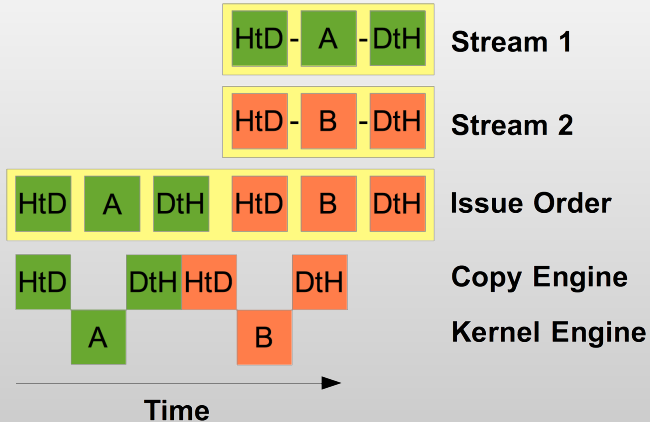 HtD - A - DtH Stream 1
HtD - B - DtH Stream 2
HtD A DtH HtD B DtH Issue Order
HtD DtH HtD DtH Copy Engine
A B Kernel Engine
Time